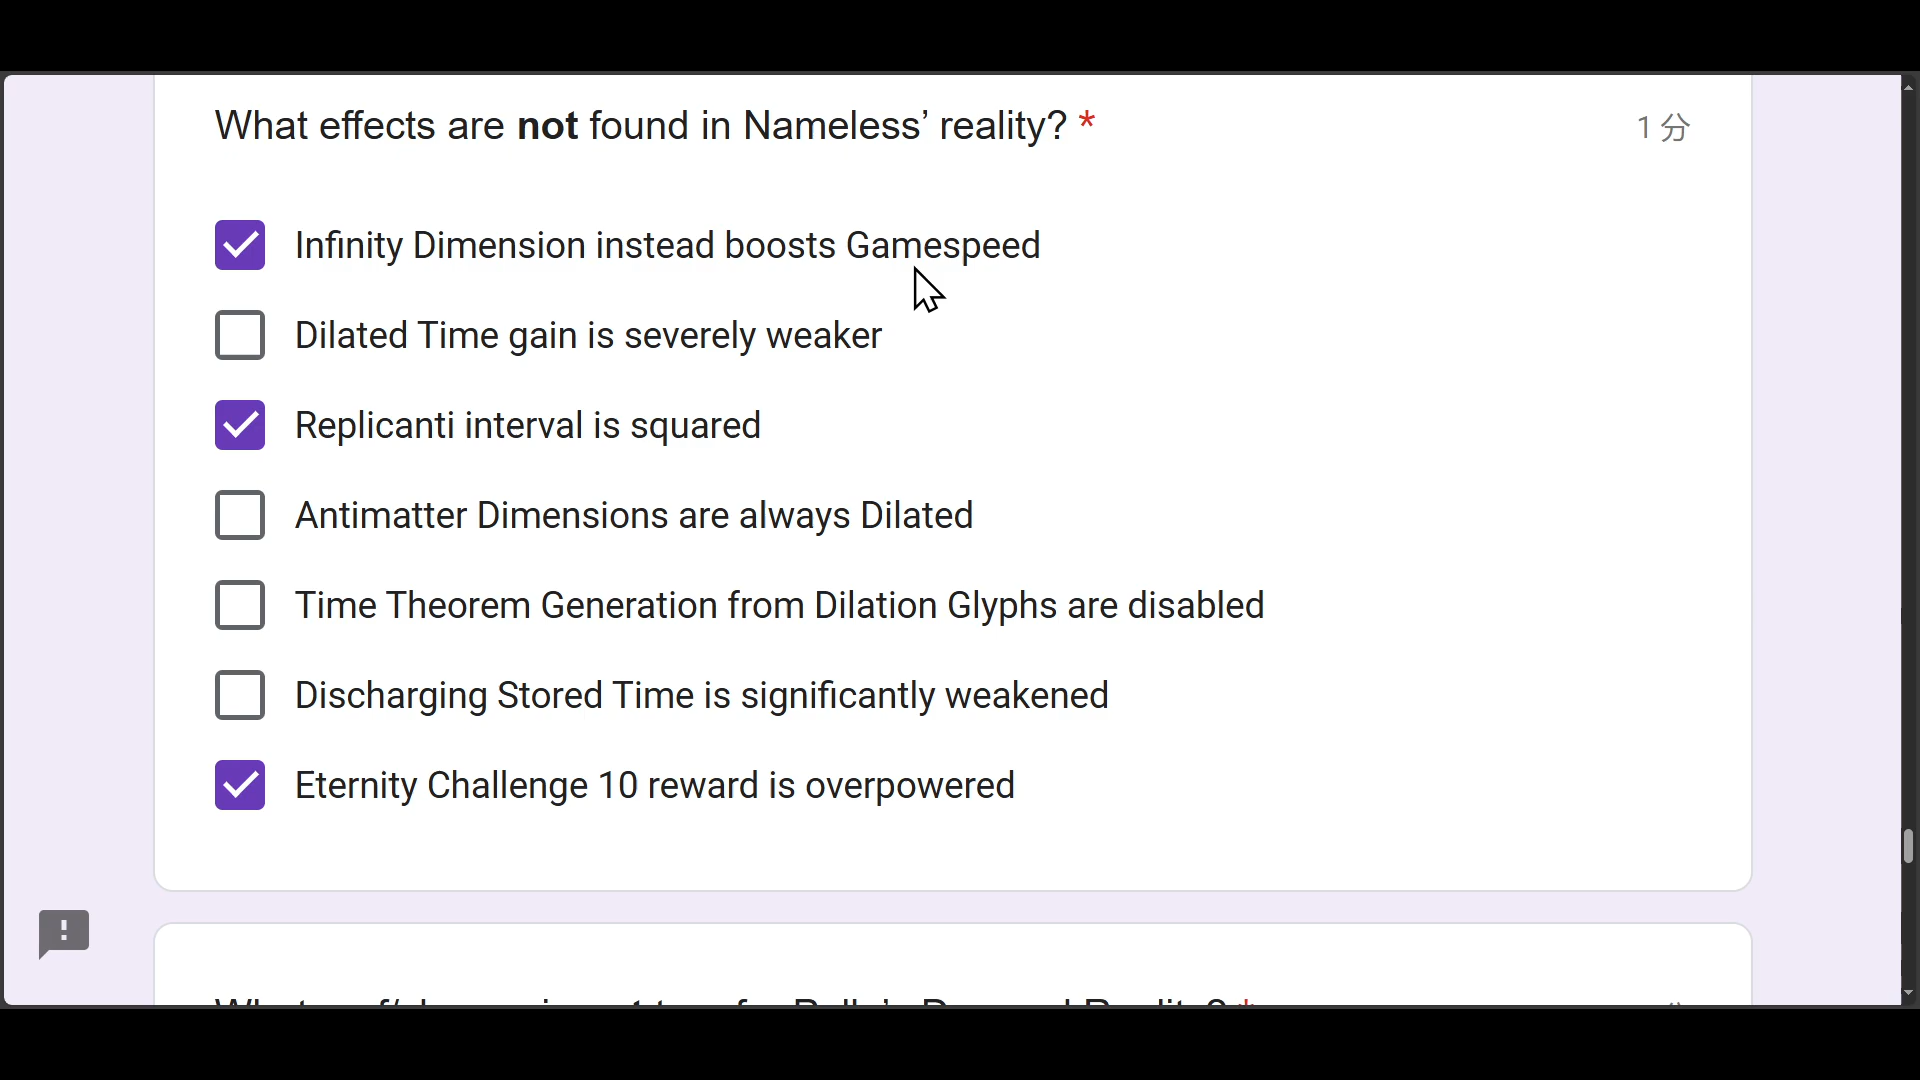 What effects are not found in Nameless’ reality? *
1 分
Infinity Dimension instead boosts Gamespeed
Dilated Time gain is severely weaker
Replicanti interval is squared
Antimatter Dimensions are always Dilated
Time Theorem Generation from Dilation Glyphs are disabled
Discharging Stored Time is significantly weakened
Eternity Challenge 10 reward is overpowered